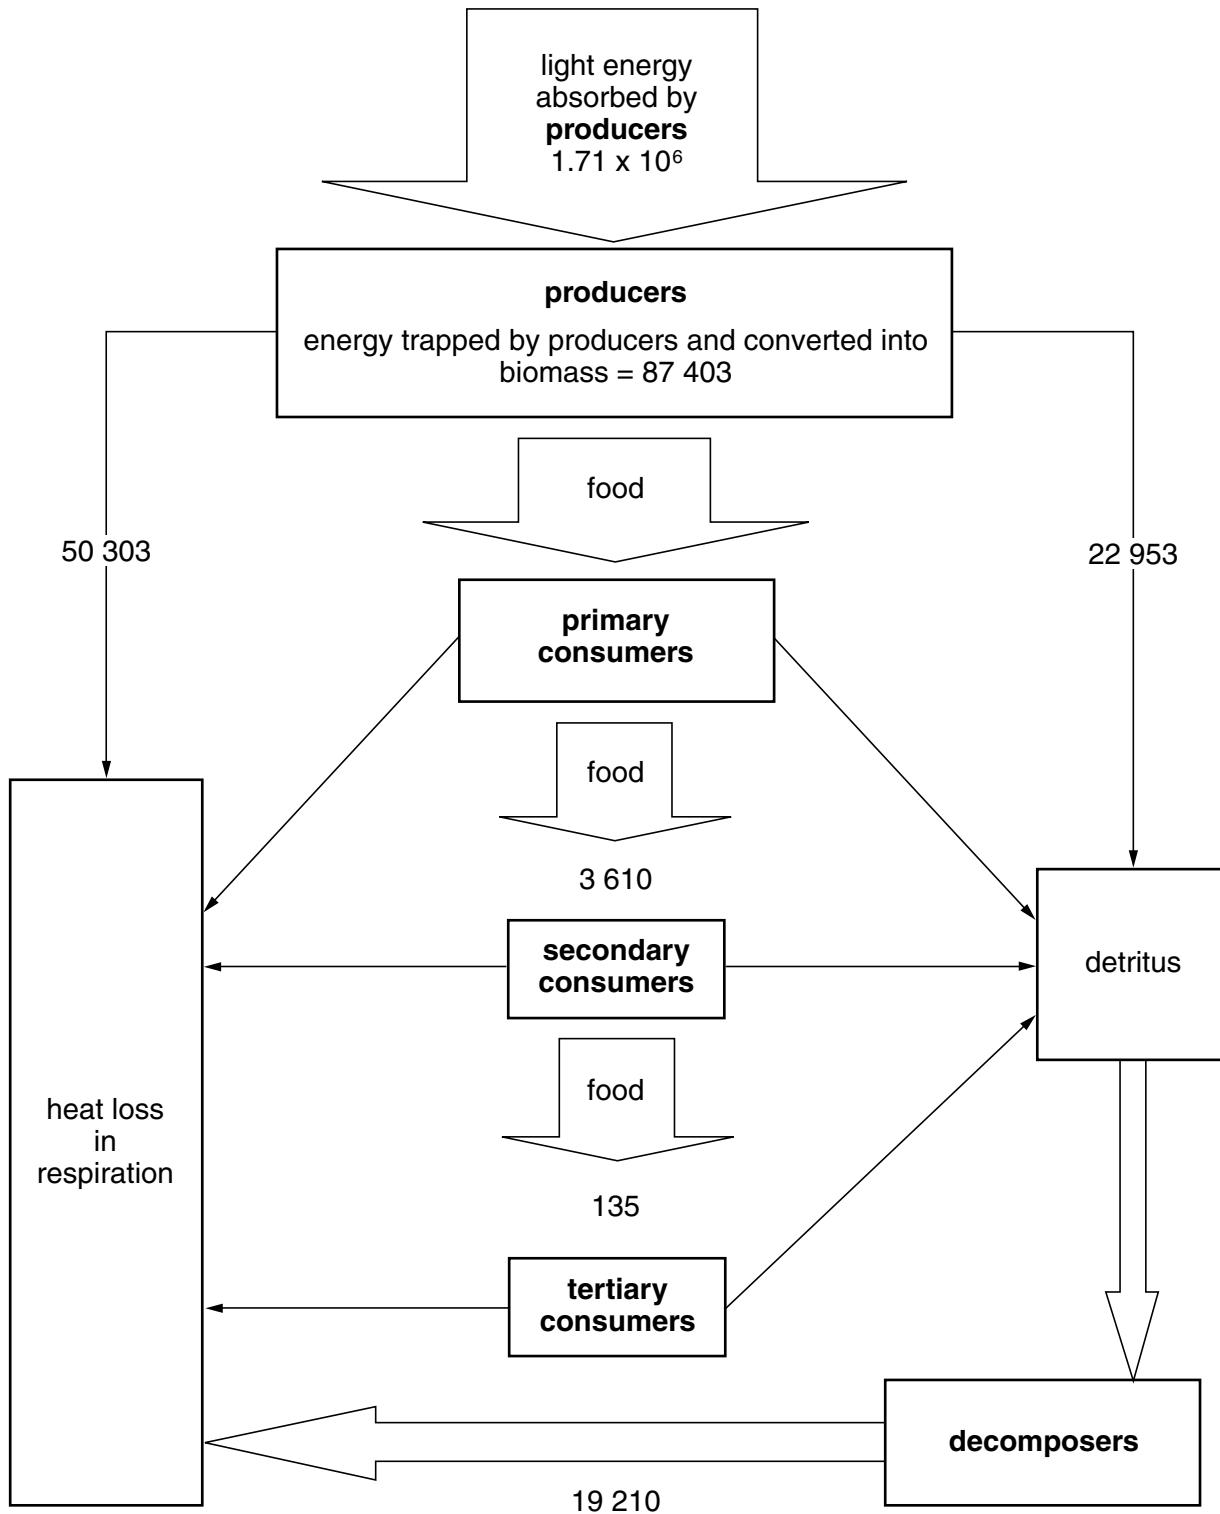 light energy
absorbed by
producers
1.71 x 10⁶
producers
energy trapped by producers and converted into
biomass = 87 403
food
50 303
22 953
primary
consumers
food
3 610
secondary
consumers
detritus
food
heat loss
in
respiration
135
tertiary
consumers
decomposers
19 210